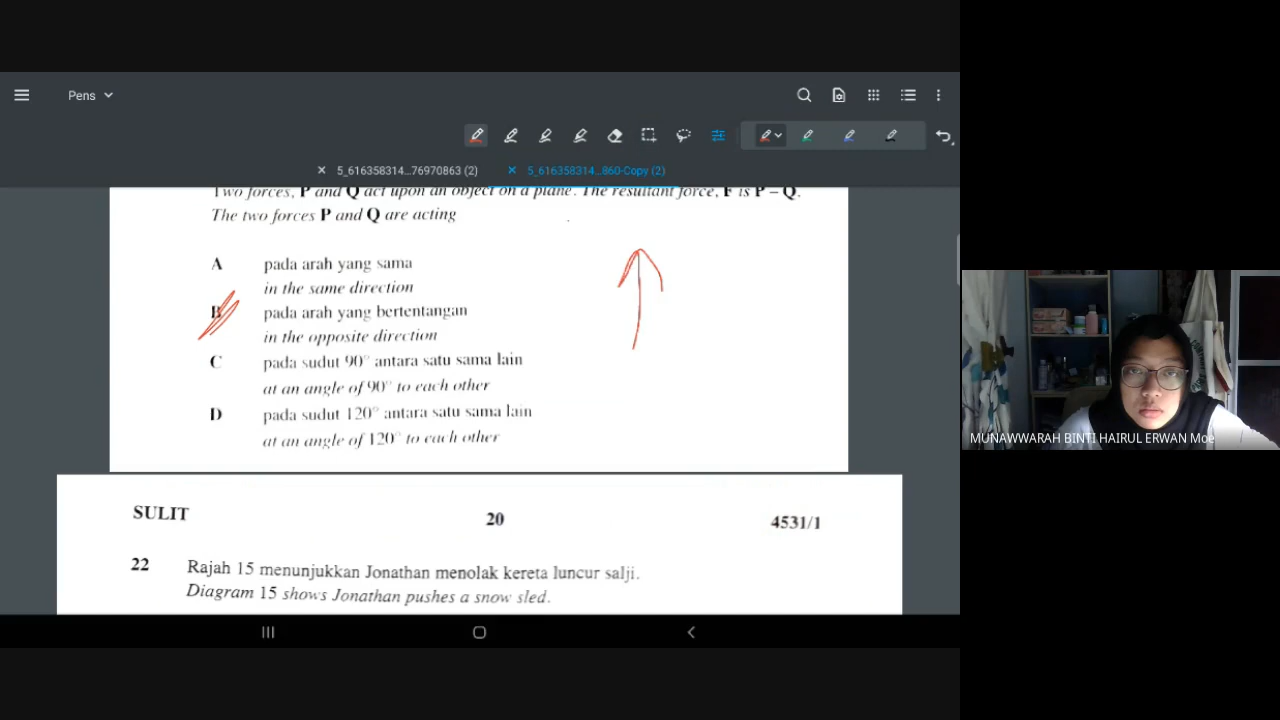 Pens
5_616358314...76970863 (2)
5_616358314...860-Copy (2)
Two forces, P and Q act upon an object on a plane. The resultant force, F is P – Q.
The two forces P and Q are acting
A pada arah yang sama
in the same direction
B pada arah yang bertentangan
in the opposite direction
C pada sudut 90° antara satu sama lain
at an angle of 90° to each other
D pada sudut 120° antara satu sama lain
at an angle of 120° to each other
SULIT 20 4531/1
22 Rajah 15 menunjukkan Jonathan menolak kereta luncur salji.
Diagram 15 shows Jonathan pushes a snow sled.
MUNAWWARAH BINTI HAIRUL ERWAN Moe